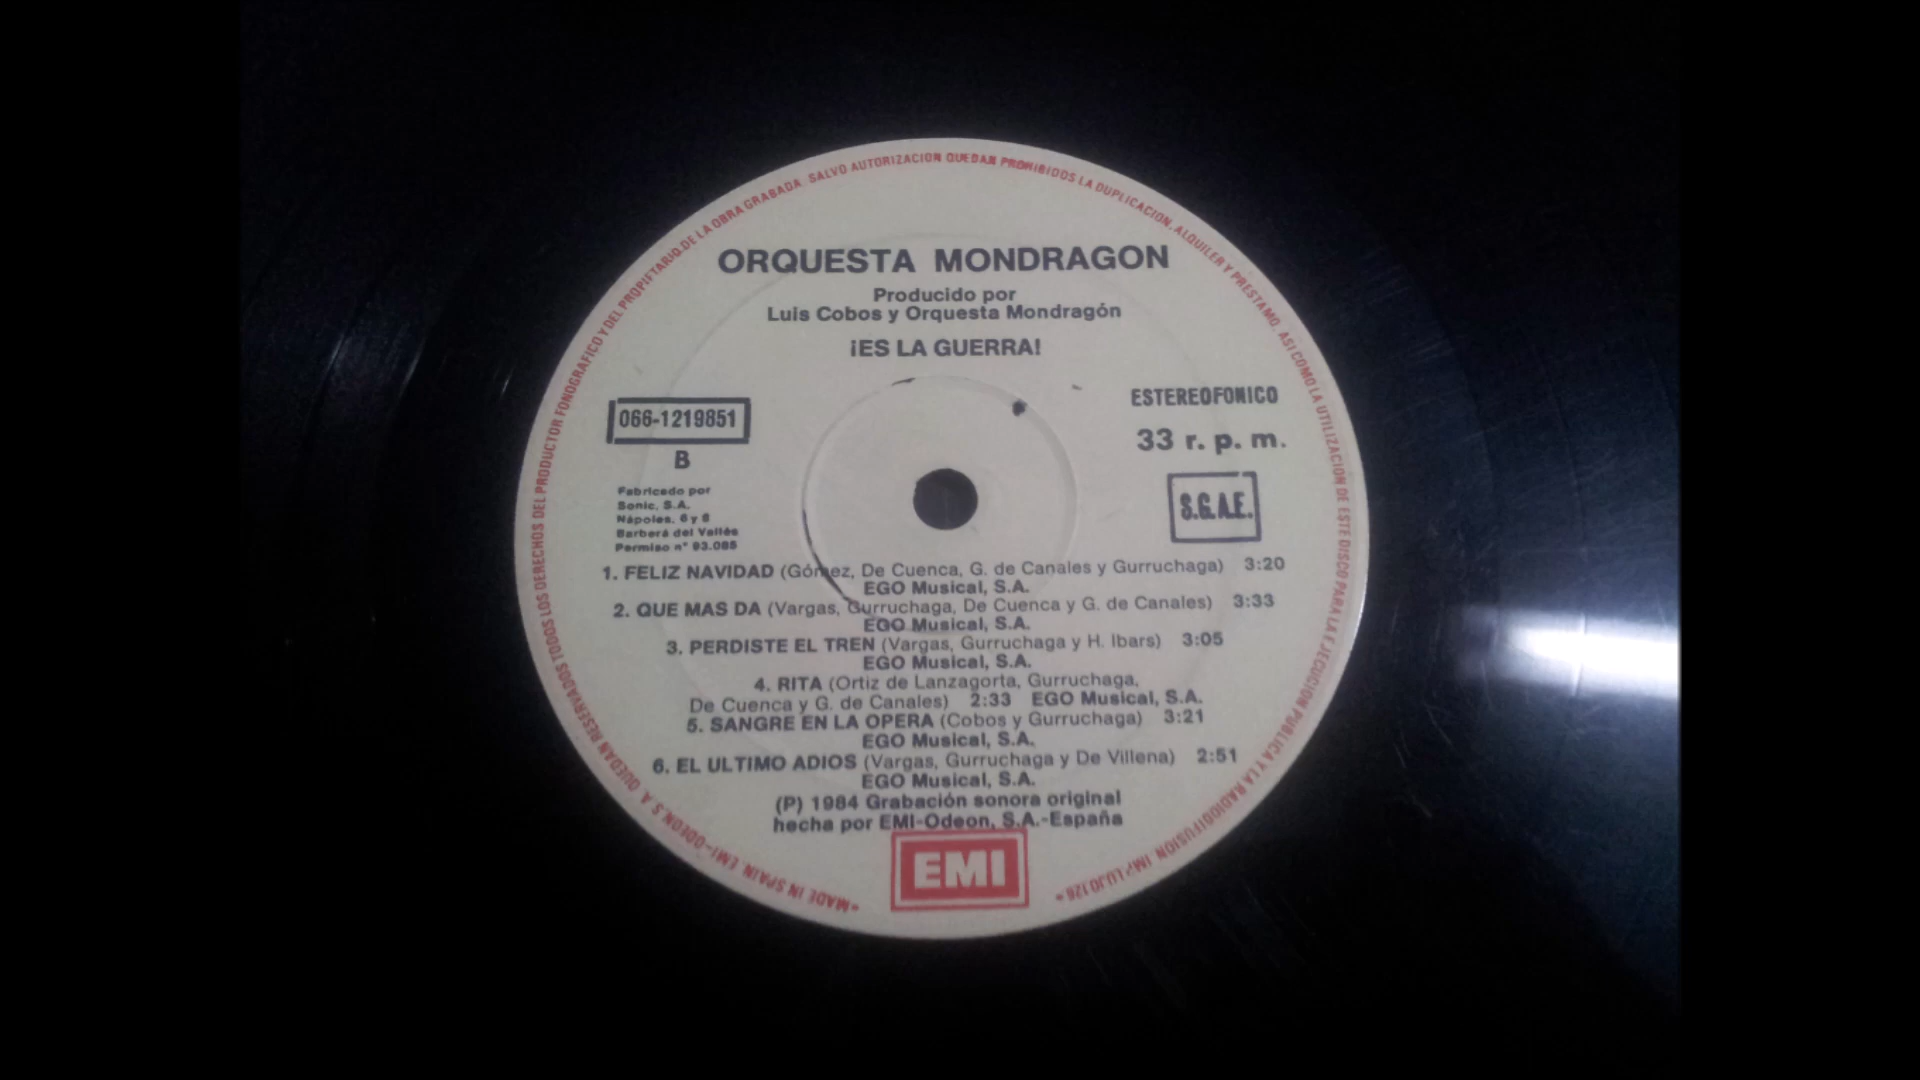 ORQUESTA MONDRAGON
Producido por
Luis Cobos y Orquesta Mondragón
¡ES LA GUERRA!
066-1219851
B
ESTEREOFONICO
33 r. p. m.
S.G.A.E.
Fabricado por
Sonic, S.A.
Nápoles, 6 y 8
Barberá del Vallés
Permiso n° 93.085
1. FELIZ NAVIDAD (Gómez, De Cuenca, G. de Canales y Gurruchaga) 3:20
EGO Musical, S.A.
2. QUE MAS DA (Vargas, Gurruchaga, De Cuenca y G. de Canales) 3:33
EGO Musical, S.A.
3. PERDISTE EL TREN (Vargas, Gurruchaga y H. Ibars) 3:05
EGO Musical, S.A.
4. RITA (Ortiz de Lanzagorta, Gurruchaga,
De Cuenca y G. de Canales) 2:33 EGO Musical, S.A.
5. SANGRE EN LA OPERA (Cobos y Gurruchaga) 3:21
EGO Musical, S.A.
6. EL ULTIMO ADIOS (Vargas, Gurruchaga y De Villena) 2:51
EGO Musical, S.A.
(P) 1984 Grabación sonora original
hecha por EMI-Odeon, S.A.-España
EMI
* MADE IN SPAIN. EMI-ODEON, S. A. QUEDAN RESERVADOS TODOS LOS DERECHOS DEL PRODUCTOR FONOGRAFICO Y DEL PROPIETARIO DE LA OBRA GRABADA. SALVO AUTORIZACION QUEDAN PROHIBIDOS LA DUPLICACION, ALQUILER Y PRESTAMO, ASI COMO LA UTILIZACION DE ESTE DISCO PARA LA EJECUCION PUBLICA Y LA RADIODIFUSION IMP. LUJO 128 *